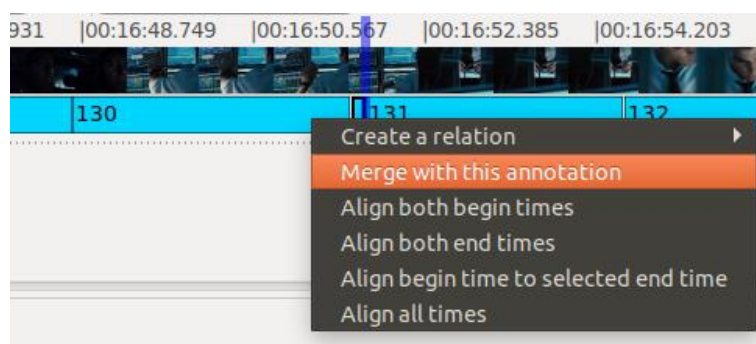 931 |00:16:48.749 |00:16:50.567 |00:16:52.385 |00:16:54.203
130 131 132
Create a relation
Merge with this annotation
Align both begin times
Align both end times
Align begin time to selected end time
Align all times